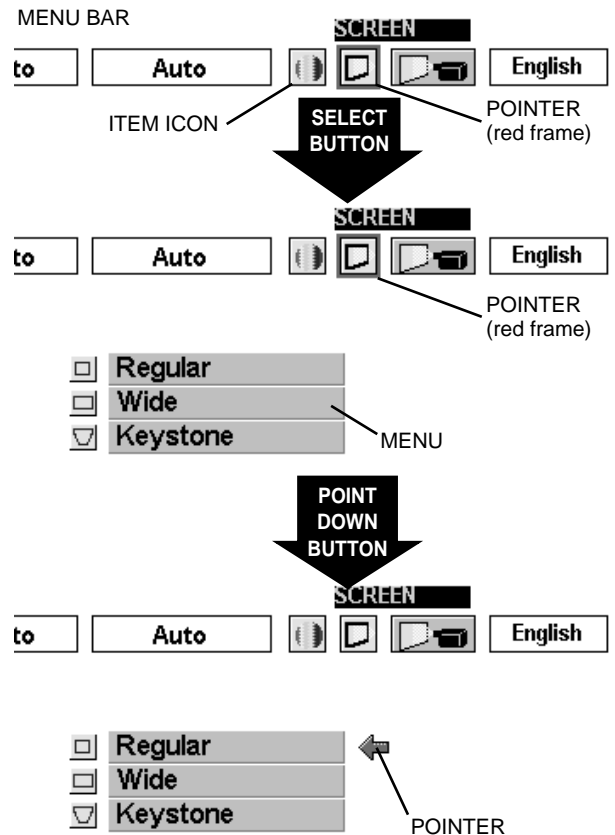 MENU BAR
SCREEN
to Auto English
ITEM ICON
SELECT
BUTTON
POINTER
(red frame)
SCREEN
to Auto English
POINTER
(red frame)
Regular
Wide
Keystone
MENU
POINT
DOWN
BUTTON
SCREEN
to Auto English
Regular
Wide
Keystone
POINTER